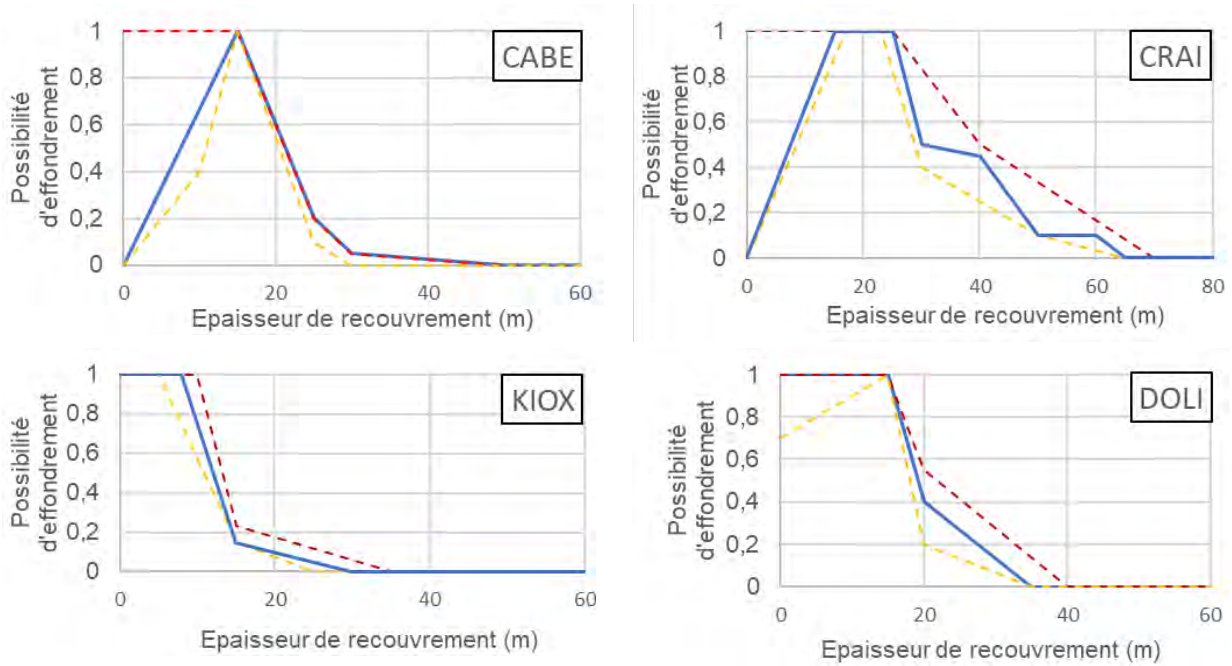 Possibilité
d'effondrement
1
0,8
0,6
0,4
0,2
0
CABE
0
20
40
60
Epaisseur de recouvrement (m)
Possibilité
d'effondrement
1
0,8
0,6
0,4
0,2
0
CRAI
0
20
40
60
80
Epaisseur de recouvrement (m)
Possibilité
d'effondrement
1
0,8
0,6
0,4
0,2
0
KIOX
0
20
40
60
Epaisseur de recouvrement (m)
Possibilité
d'effondrement
1
0,8
0,6
0,4
0,2
0
DOLI
0
20
40
60
Epaisseur de recouvrement (m)